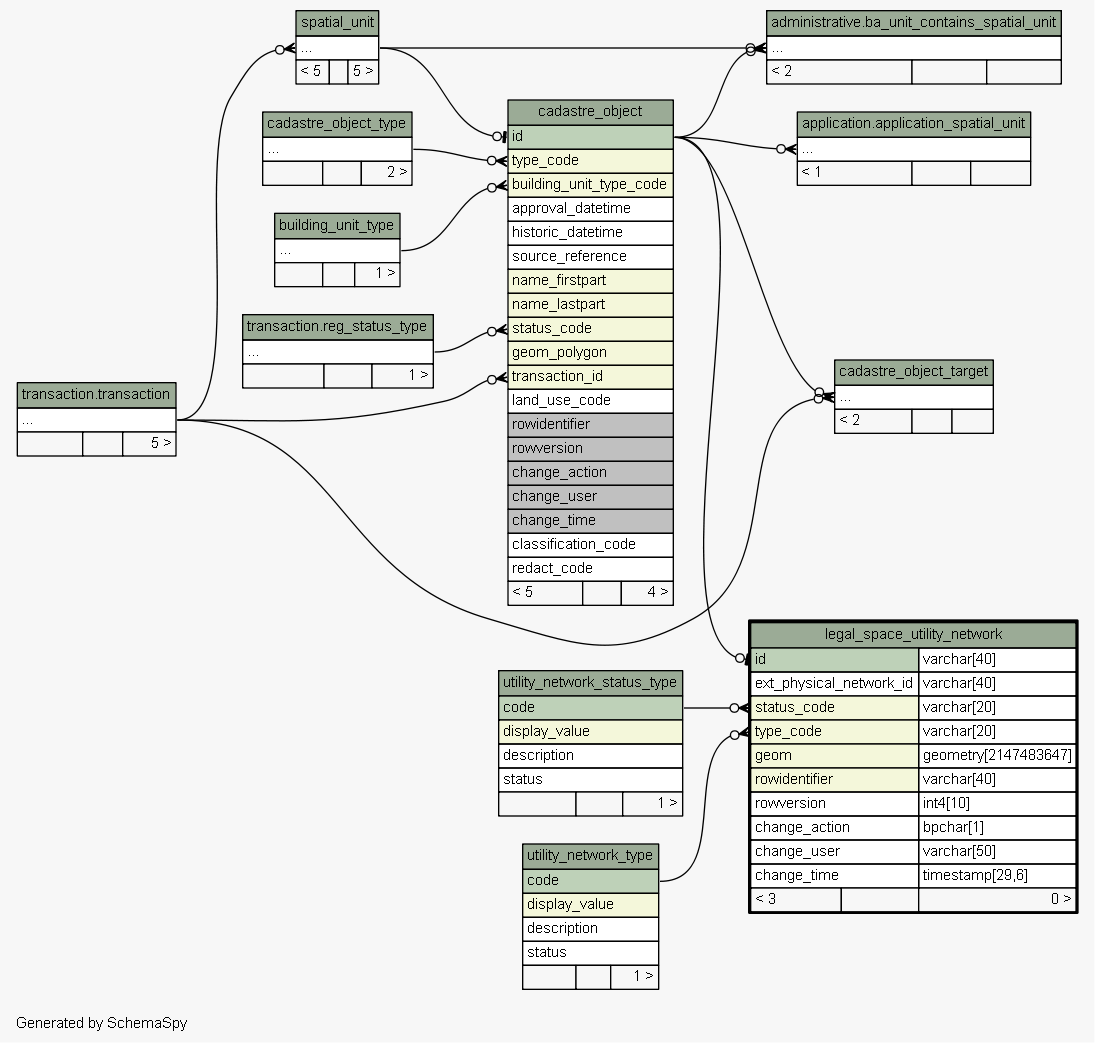 spatial_unit
...
< 5 5 >
administrative.ba_unit_contains_spatial_unit
...
< 2
cadastre_object_type
...
2 >
cadastre_object
id
type_code
building_unit_type_code
approval_datetime
historic_datetime
source_reference
name_firstpart
name_lastpart
status_code
geom_polygon
transaction_id
land_use_code
rowidentifier
rowversion
change_action
change_user
change_time
classification_code
redact_code
< 5 4 >
application.application_spatial_unit
...
< 1
building_unit_type
...
1 >
transaction.reg_status_type
...
1 >
transaction.transaction
...
5 >
cadastre_object_target
...
< 2
legal_space_utility_network
id varchar[40]
ext_physical_network_id varchar[40]
status_code varchar[20]
type_code varchar[20]
geom geometry[2147483647]
rowidentifier varchar[40]
rowversion int4[10]
change_action bpchar[1]
change_user varchar[50]
change_time timestamp[29,6]
< 3 0 >
utility_network_status_type
code
display_value
description
status
1 >
utility_network_type
code
display_value
description
status
1 >
Generated by SchemaSpy